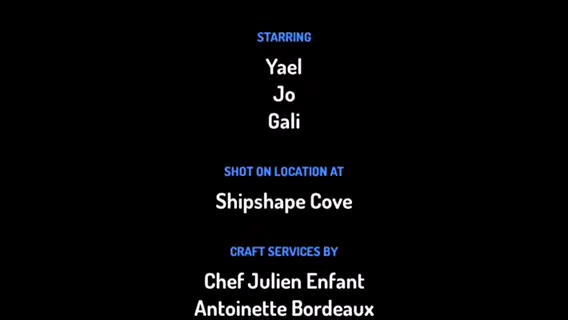 STARRING
Yael
Jo
Gali
SHOT ON LOCATION AT
Shipshape Cove
CRAFT SERVICES BY
Chef Julien Enfant
Antoinette Bordeaux